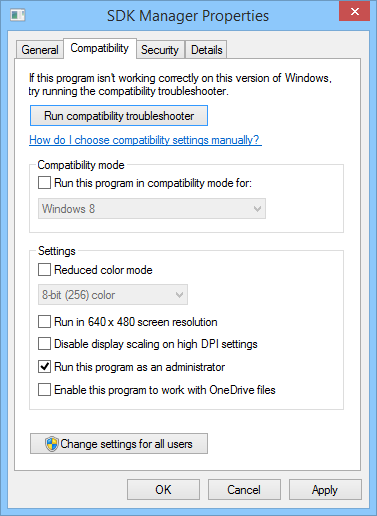 SDK Manager Properties
General Compatibility Security Details
If this program isn't working correctly on this version of Windows,
try running the compatibility troubleshooter.
Run compatibility troubleshooter
How do I choose compatibility settings manually?
Compatibility mode
Run this program in compatibility mode for:
Windows 8
Settings
Reduced color mode
8-bit (256) color
Run in 640 x 480 screen resolution
Disable display scaling on high DPI settings
Run this program as an administrator
Enable this program to work with OneDrive files
Change settings for all users
OK Cancel Apply